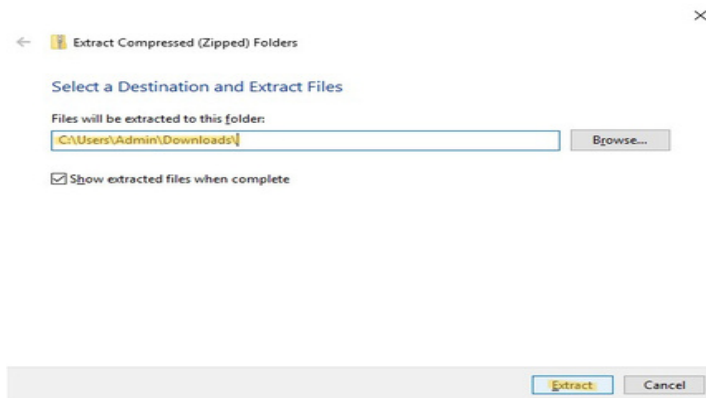 Extract Compressed (Zipped) Folders
Select a Destination and Extract Files
Files will be extracted to this folder:
C:\Users\Admin\Downloads\
Browse...
Show extracted files when complete
Extract
Cancel